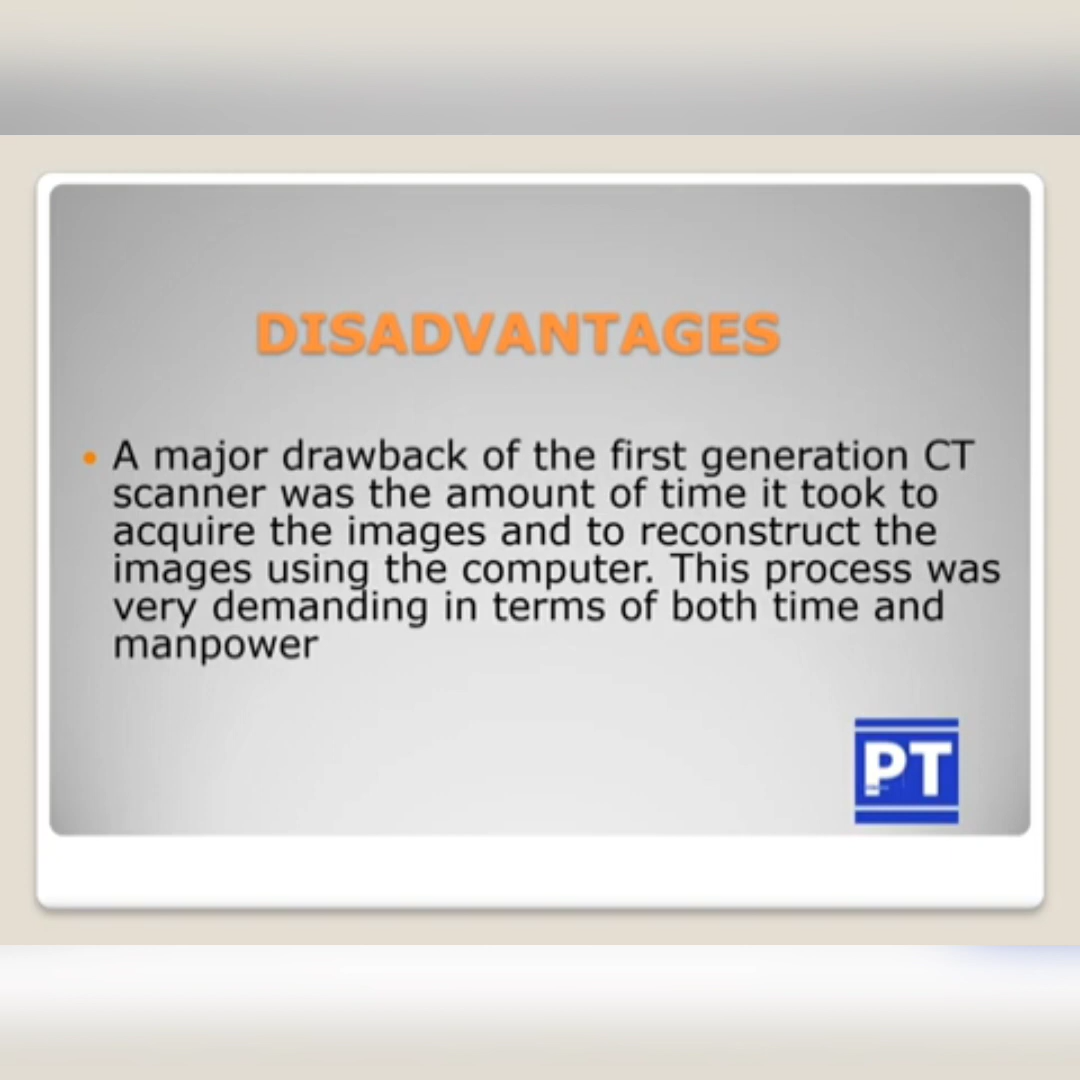 DISADVANTAGES
• A major drawback of the first generation CT
scanner was the amount of time it took to
acquire the images and to reconstruct the
images using the computer. This process was
very demanding in terms of both time and
manpower
PT